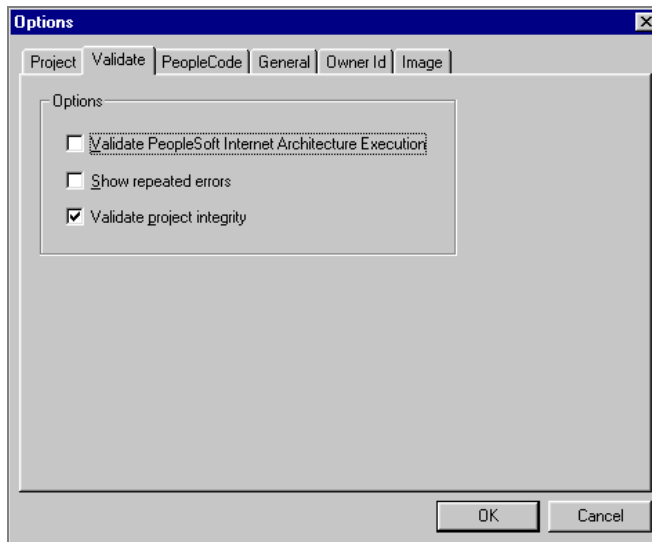 Options
Project Validate PeopleCode General Owner Id Image
Options
Validate PeopleSoft Internet Architecture Execution
Show repeated errors
Validate project integrity
OK Cancel